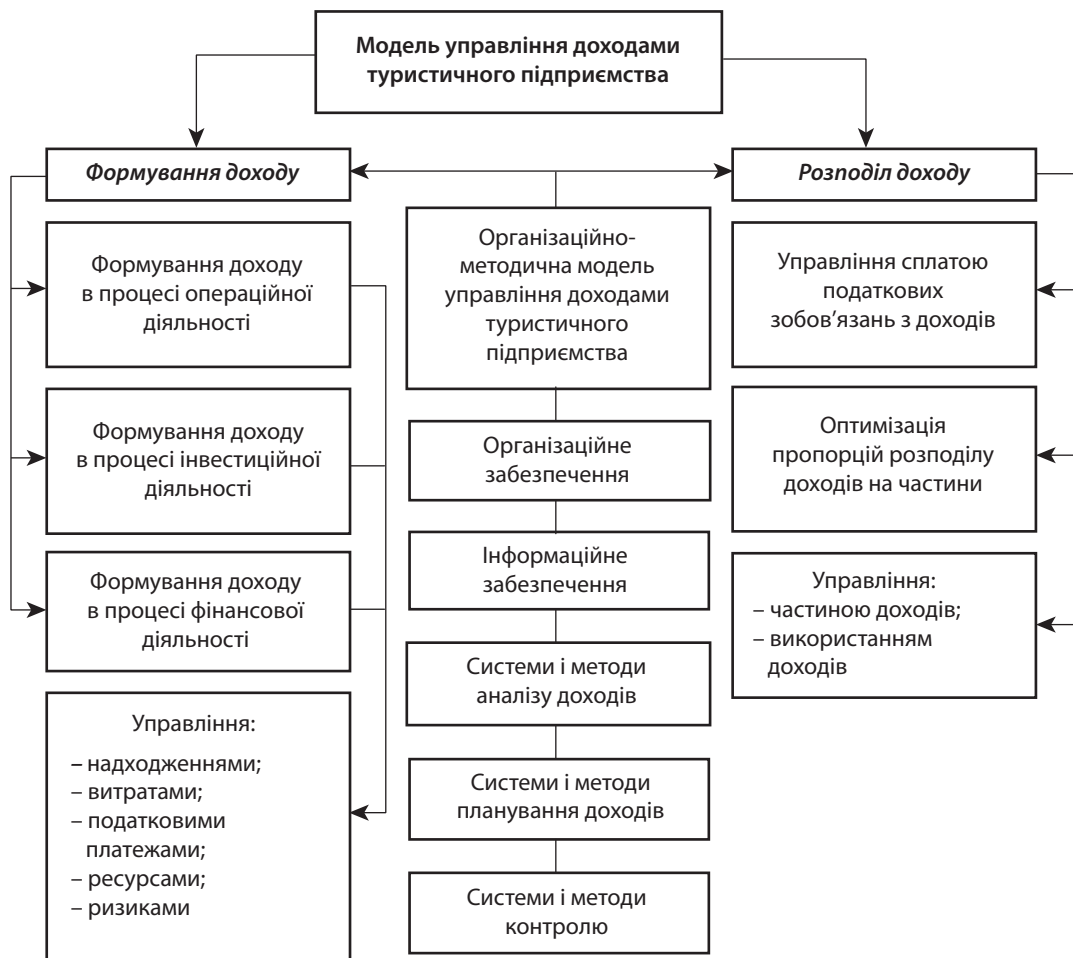 Модель управління доходами
туристичного підприємства
Формування доходу
Розподіл доходу
Формування доходу
в процесі операційної
діяльності
Формування доходу
в процесі інвестиційної
діяльності
Формування доходу
в процесі фінансової
діяльності
Управління:
– надходженнями;
– витратами;
– податковими
платежами;
– ресурсами;
– ризиками
Організаційно-
методична модель
управління доходами
туристичного
підприємства
Організаційне
забезпечення
Інформаційне
забезпечення
Системи і методи
аналізу доходів
Системи і методи
планування доходів
Системи і методи
контролю
Управління сплатою
податкових
зобов’язань з доходів
Оптимізація
пропорцій розподілу
доходів на частини
Управління:
– частиною доходів;
– використанням
доходів